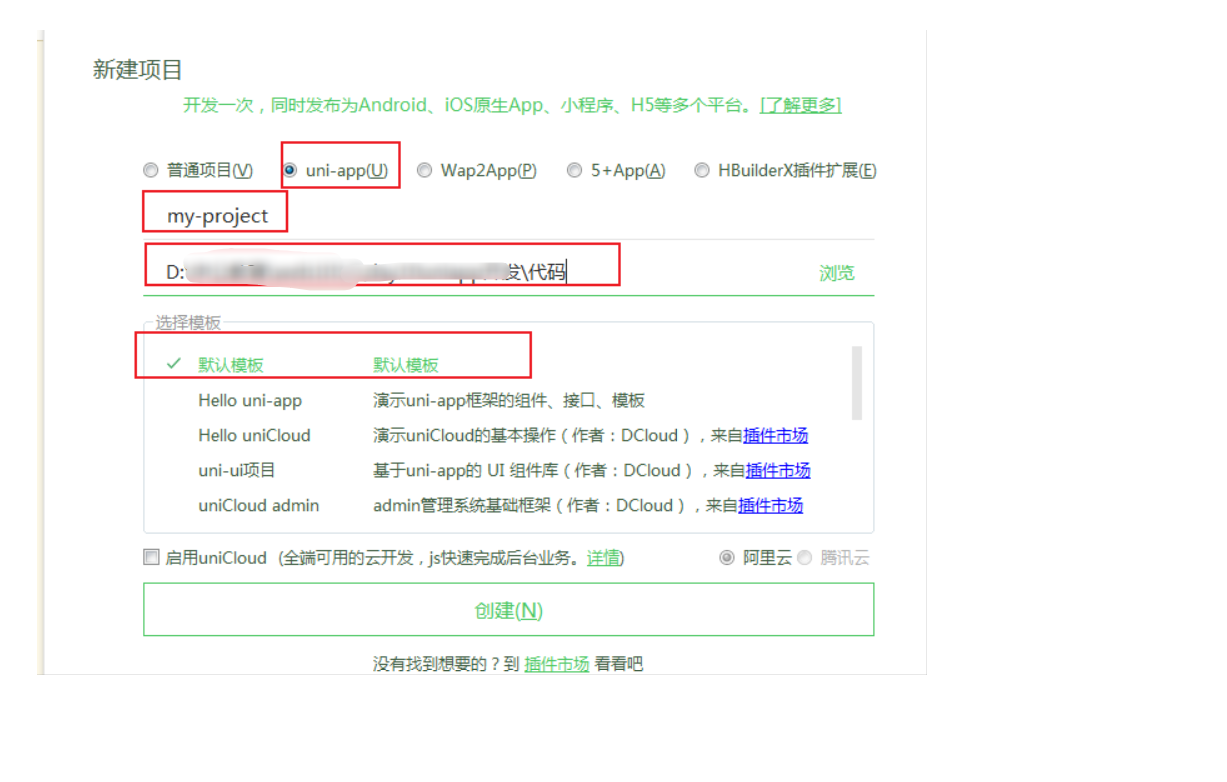 新建项目
开发一次，同时发布为Android、iOS原生App、小程序、H5等多个平台。[了解更多]
普通项目(V) uni-app(U) Wap2App(P) 5+App(A) HBuilderX插件扩展(E)
my-project
D: 发\代码 浏览
选择模板
默认模板 默认模板
Hello uni-app 演示uni-app框架的组件、接口、模板
Hello uniCloud 演示uniCloud的基本操作（作者：DCloud），来自插件市场
uni-ui项目 基于uni-app的 UI 组件库（作者：DCloud），来自插件市场
uniCloud admin admin管理系统基础框架（作者：DCloud），来自插件市场
启用uniCloud (全端可用的云开发，js快速完成后台业务。详情) 阿里云 腾讯云
创建(N)
没有找到想要的？到 插件市场 看看吧